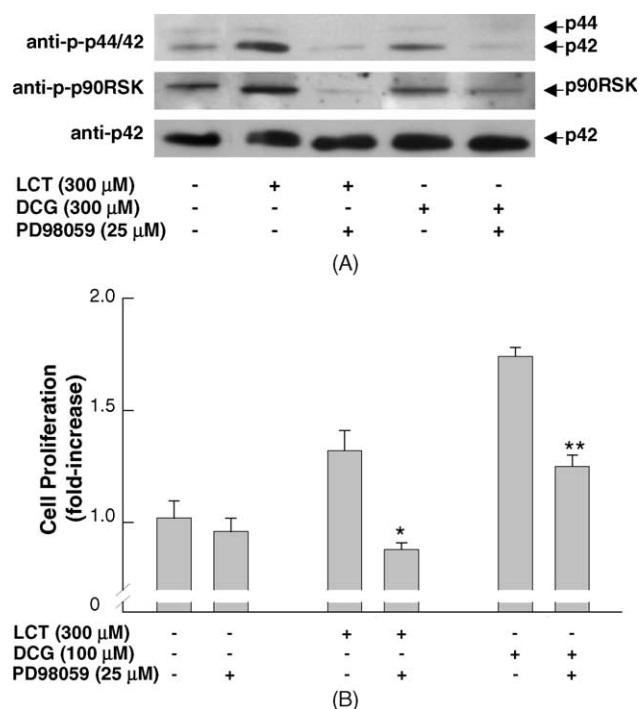 anti-p-p44/42
p44
p42
anti-p-p90RSK
p90RSK
anti-p42
p42
LCT (300 μM) - + + - -
DCG (300 μM) - - - + +
PD98059 (25 μM) - - + - +
(A)
Cell Proliferation
(fold-increase)
2.0
1.5
1.0
0
*
**
LCT (300 μM) - - + + - -
DCG (100 μM) - - - - + +
PD98059 (25 μM) - + - + - +
(B)